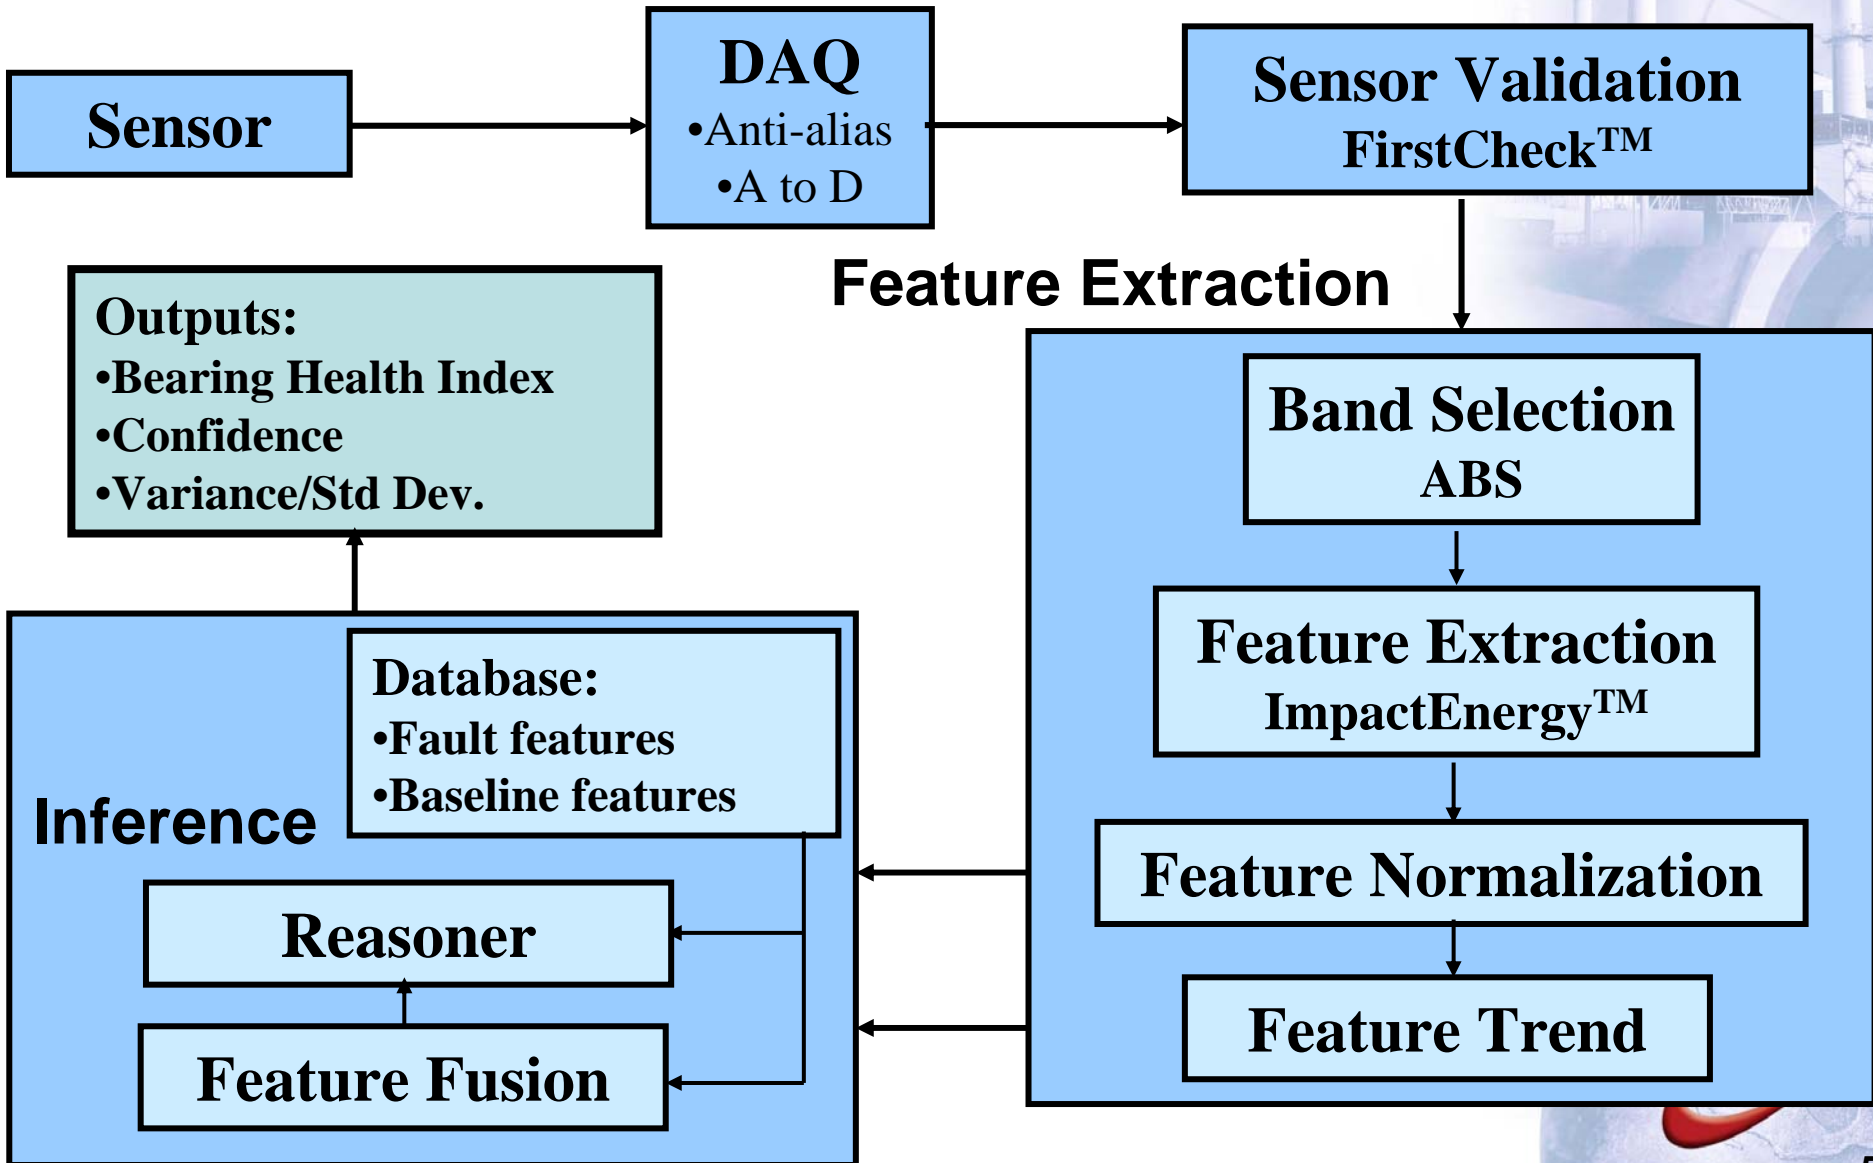 Sensor
DAQ
•Anti-alias
•A to D
Sensor Validation
FirstCheck™
Feature Extraction
Band Selection
ABS
Feature Extraction
ImpactEnergy™
Feature Normalization
Feature Trend
Outputs:
•Bearing Health Index
•Confidence
•Variance/Std Dev.
Inference
Database:
•Fault features
•Baseline features
Reasoner
Feature Fusion